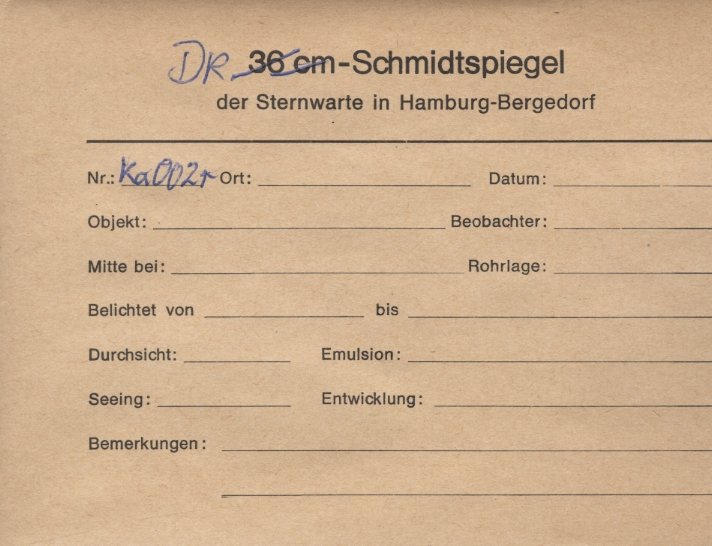 DR. 36 cm-Schmidtspiegel
der Sternwarte in Hamburg-Bergedorf
Nr.: Ka002r Ort: Datum:
Objekt: Beobachter:
Mitte bei: Rohrlage:
Belichtet von bis
Durchsicht: Emulsion:
Seeing: Entwicklung:
Bemerkungen: